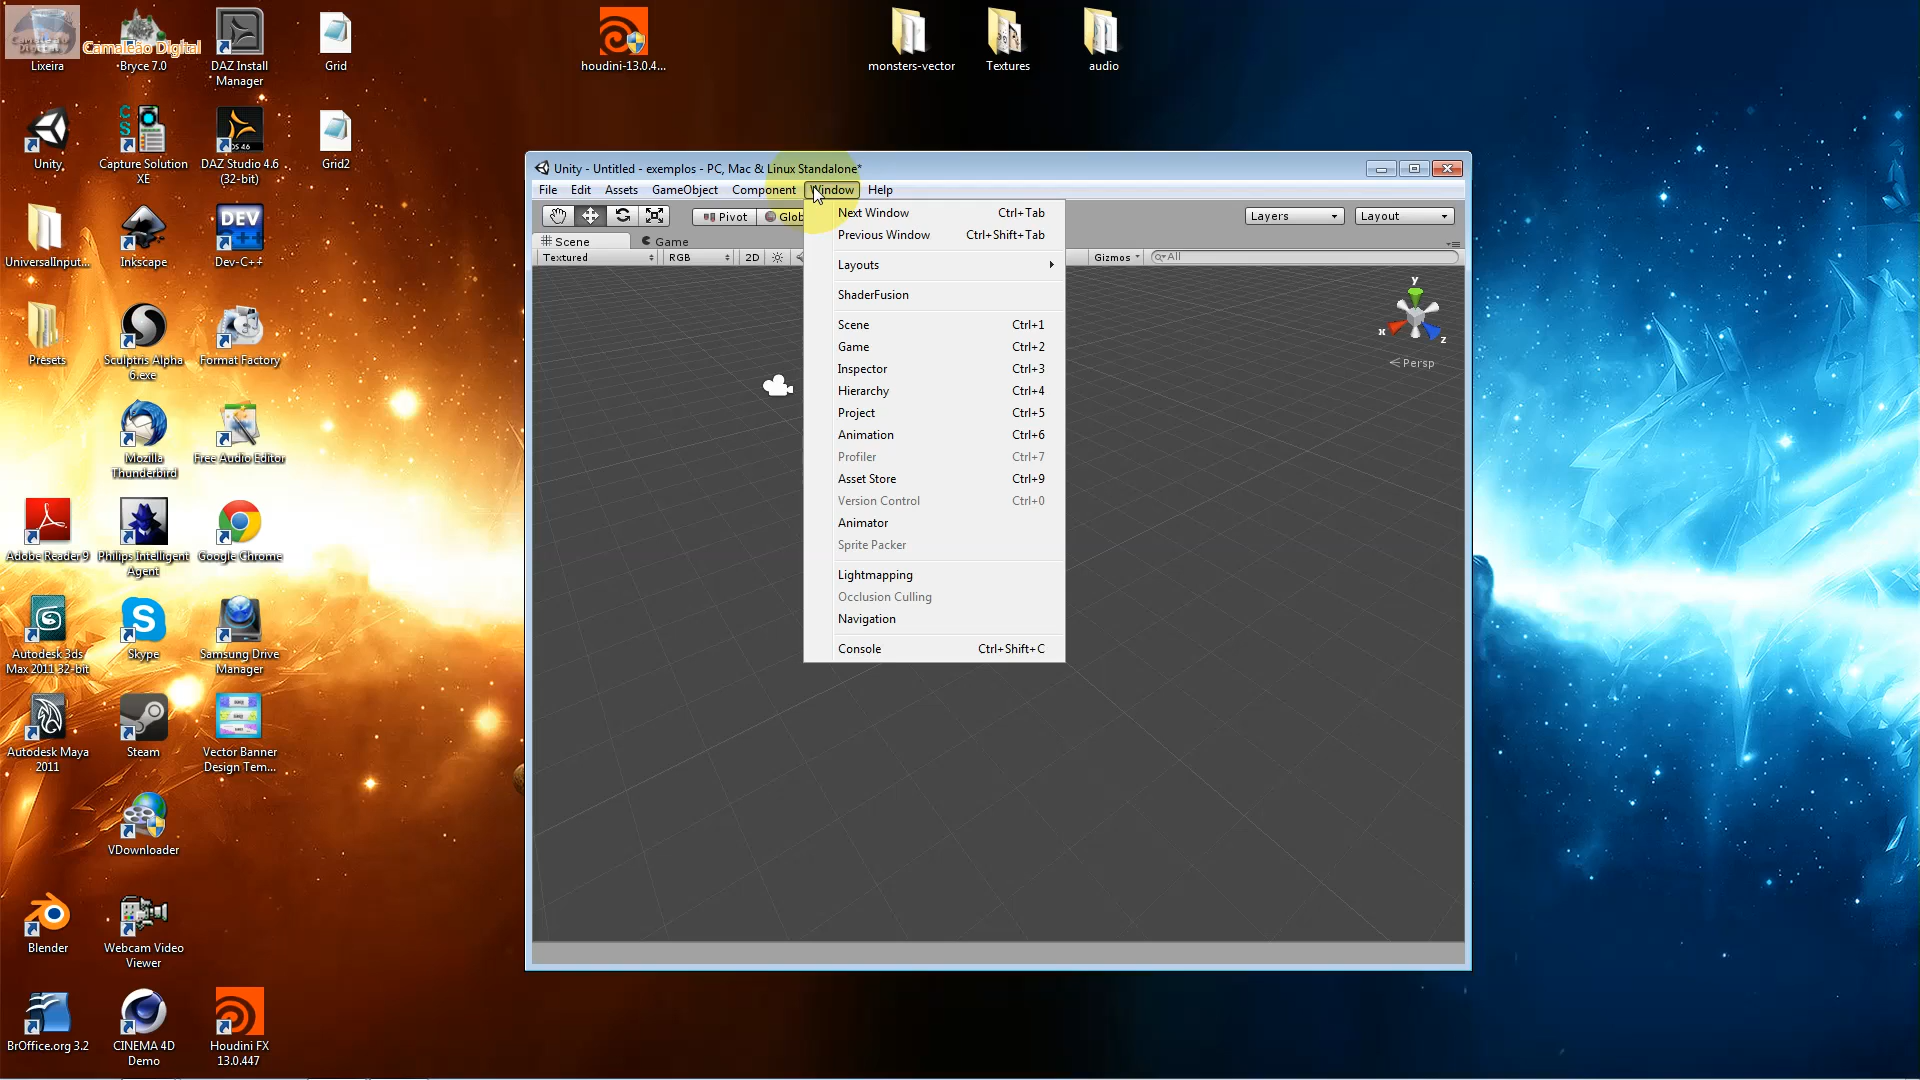 Camaleão Digital
Lixeira
Bryce 7.0
DAZ Install
Manager
Grid
houdini-13.0.4...
monsters-vector
Textures
audio
Unity
Capture Solution
XE
DAZ Studio 4.6
(32-bit)
Grid2
UniversalInput...
Inkscape
Dev-C++
Presets
Sculptris Alpha
6.exe
Format Factory
Mozilla
Thunderbird
Free Audio Editor
Adobe Reader 9
Philips Intelligent
Agent
Google Chrome
Autodesk 3ds
Max 2011 32-bit
Skype
Samsung Drive
Manager
Autodesk Maya
2011
Steam
Vector Banner
Design Tem...
VDownloader
Blender
Webcam Video
Viewer
BrOffice.org 3.2
CINEMA 4D
Demo
Houdini FX
13.0.447
Unity - Untitled - exemplos - PC, Mac & Linux Standalone*
File Edit Assets GameObject Component Window Help
Pivot Glob Layers Layout
Scene Game
Textured RGB 2D Gizmos All
Next Window Ctrl+Tab
Previous Window Ctrl+Shift+Tab
Layouts
ShaderFusion
Scene Ctrl+1
Game Ctrl+2
Inspector Ctrl+3
Hierarchy Ctrl+4
Project Ctrl+5
Animation Ctrl+6
Profiler Ctrl+7
Asset Store Ctrl+9
Version Control Ctrl+0
Animator
Sprite Packer
Lightmapping
Occlusion Culling
Navigation
Console Ctrl+Shift+C
y
x
z
Persp